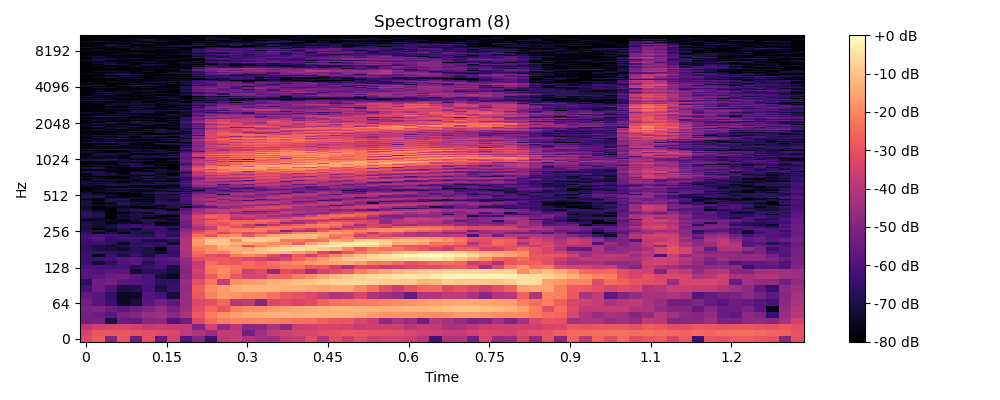 Spectrogram (8)
8192
4096
2048
1024
512
256
128
64
0
Hz
0 0.15 0.3 0.45 0.6 0.75 0.9 1.1 1.2
Time
+0 dB
-10 dB
-20 dB
-30 dB
-40 dB
-50 dB
-60 dB
-70 dB
-80 dB